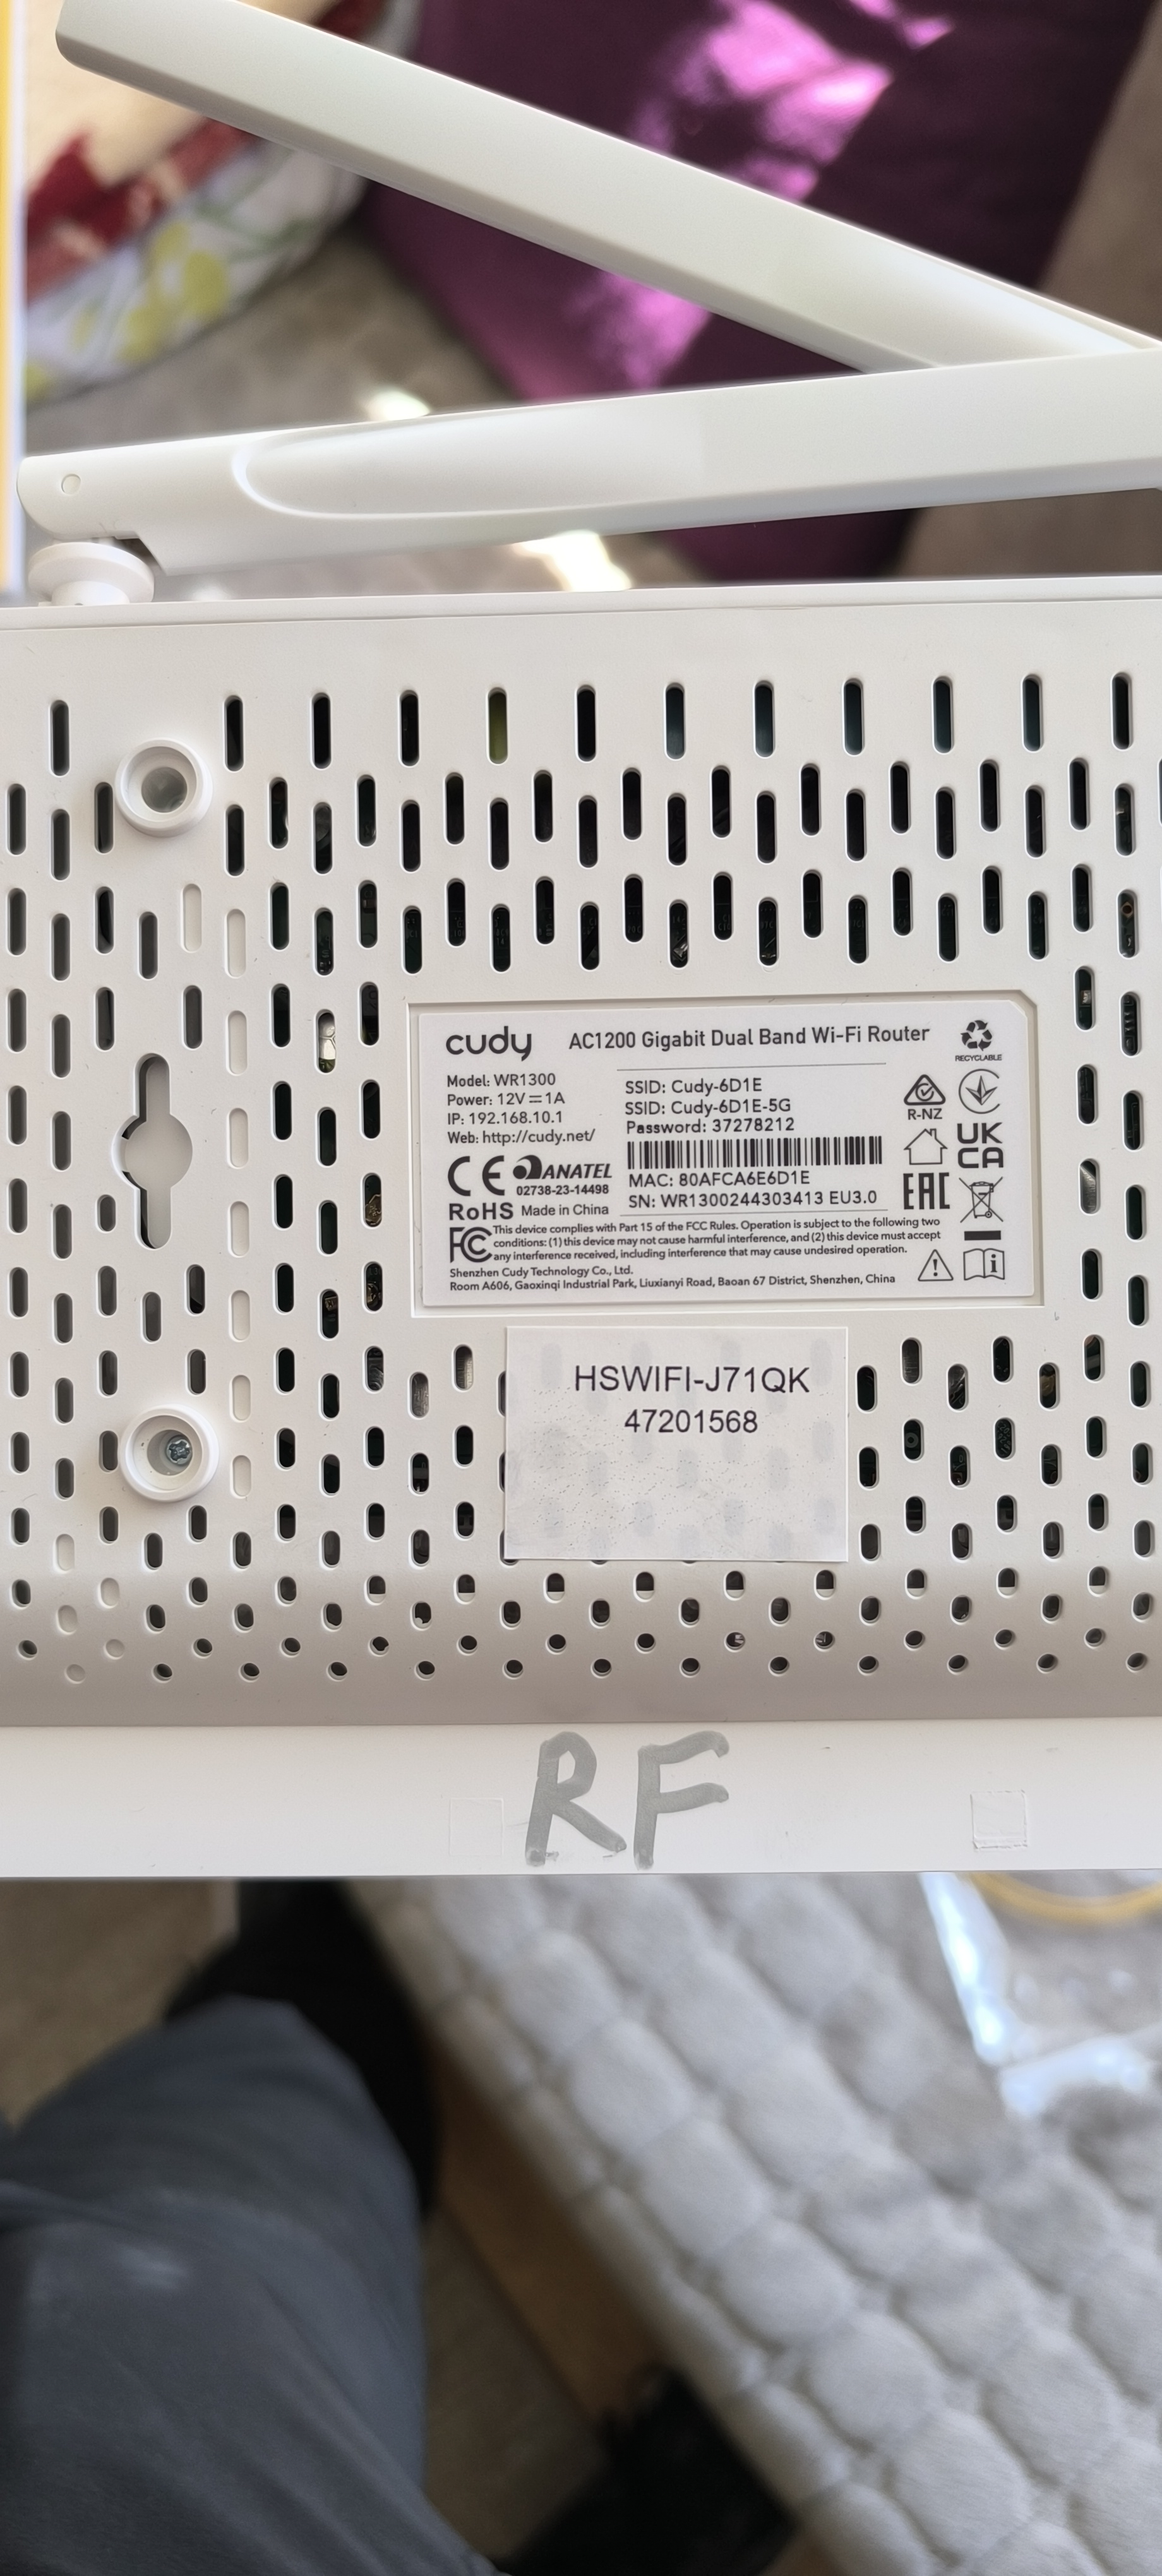 cudy AC1200 Gigabit Dual Band Wi-Fi Router
RECYCLABLE
Model: WR1300
Power: 12V⎓1A
IP: 192.168.10.1
Web: http://cudy.net/
SSID: Cudy-6D1E
SSID: Cudy-6D1E-5G
Password: 37278212
R-NZ
CE ANATEL
02738-23-14498
RoHS Made in China
MAC: 80AFCA6E6D1E
SN: WR1300244303413 EU3.0
UK
CA
EAC
FC This device complies with Part 15 of the FCC Rules. Operation is subject to the following two
conditions: (1) this device may not cause harmful interference, and (2) this device must accept
any interference received, including interference that may cause undesired operation.
Shenzhen Cudy Technology Co., Ltd.
Room A606, Gaoxinqi Industrial Park, Liuxianyi Road, Baoan 67 District, Shenzhen, China
HSWIFI-J71QK
47201568
RF